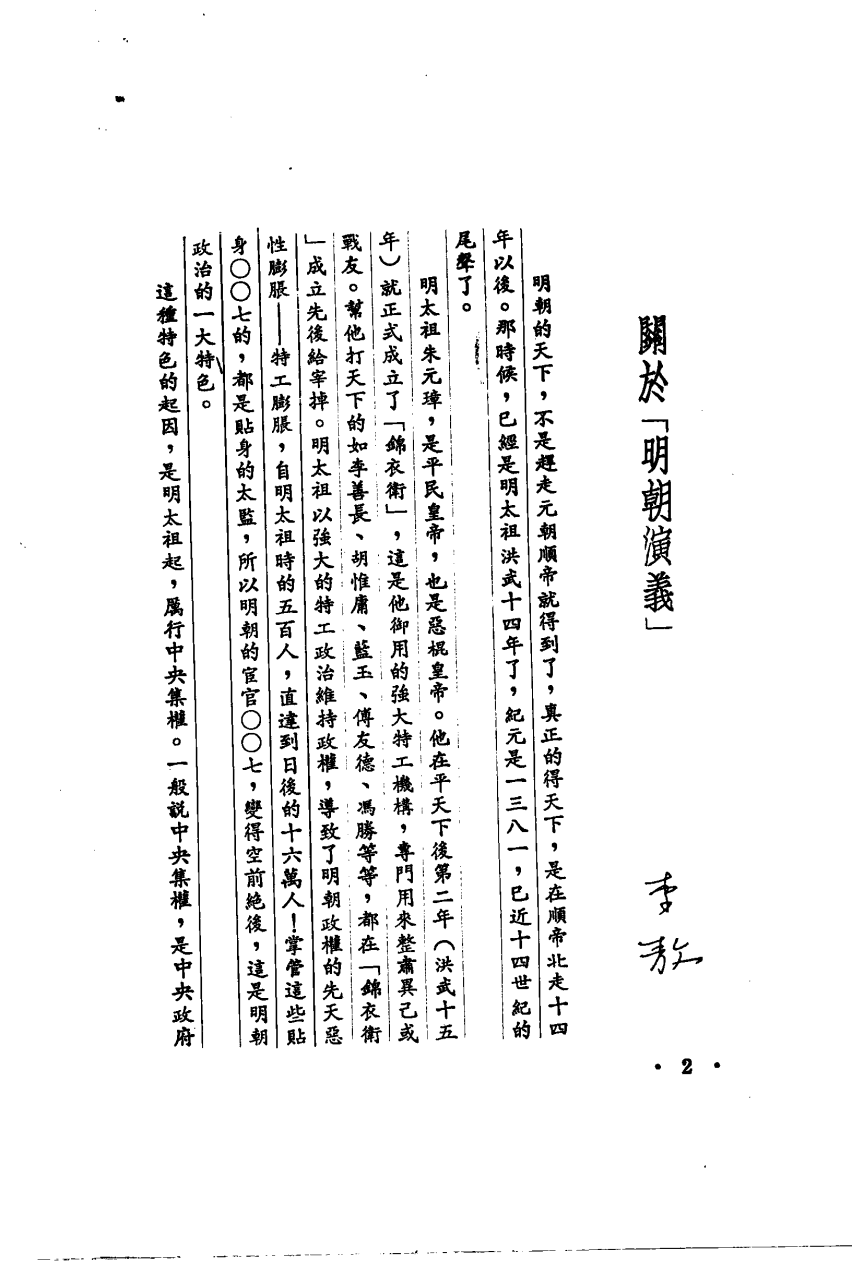 關於「明朝演義」
李敖
明朝的天下，不是趕走元朝順帝就得到了，真正的得天下，是在順帝北走十四
年以後。那時候，已經是明太祖洪武十四年了，紀元是一三八一，已近十四世紀的
尾聲了。
明太祖朱元璋，是平民皇帝，也是惡棍皇帝。他在平天下後第二年（洪武十五
年）就正式成立了「錦衣衛」，這是他御用的強大特工機構，專門用來整肅異己或
戰友。幫他打天下的如李善長、胡惟庸、藍玉、傅友德、馮勝等等，都在「錦衣衛
」成立先後給宰掉。明太祖以強大的特工政治維持政權，導致了明朝政權的先天惡
性膨脹——特工膨脹，自明太祖時的五百人，直達到日後的十六萬人！掌管這些貼
身○○七的，都是貼身的太監，所以明朝的宦官○○七，變得空前絕後，這是明朝
政治的一大特色。
這種特色的起因，是明太祖起，厲行中央集權。一般說中央集權，是中央政府
• 2 •